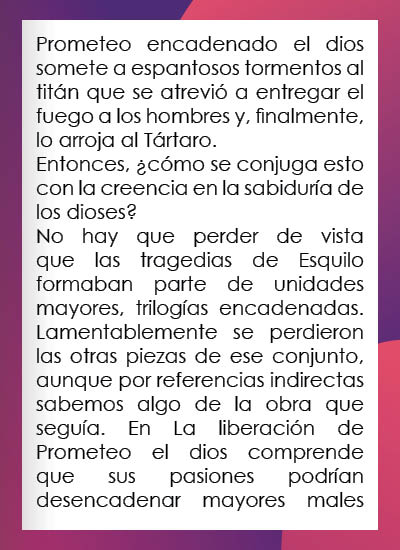 Prometeo encadenado el dios
somete a espantosos tormentos al
titán que se atrevió a entregar el
fuego a los hombres y, finalmente,
lo arroja al Tártaro.
Entonces, ¿cómo se conjuga esto
con la creencia en la sabiduría de
los dioses?
No hay que perder de vista
que las tragedias de Esquilo
formaban parte de unidades
mayores, trilogías encadenadas.
Lamentablemente se perdieron
las otras piezas de ese conjunto,
aunque por referencias indirectas
sabemos algo de la obra que
seguía. En La liberación de
Prometeo el dios comprende
que sus pasiones podrían
desencadenar mayores males